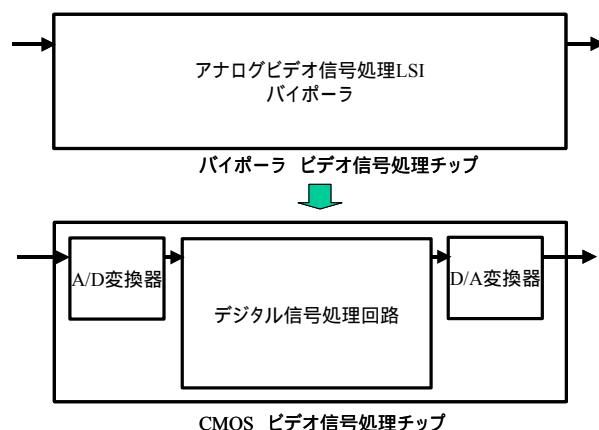 アナログビデオ信号処理LSI
バイポーラ
バイポーラ ビデオ信号処理チップ
A/D変換器
デジタル信号処理回路
D/A変換器
CMOS ビデオ信号処理チップ